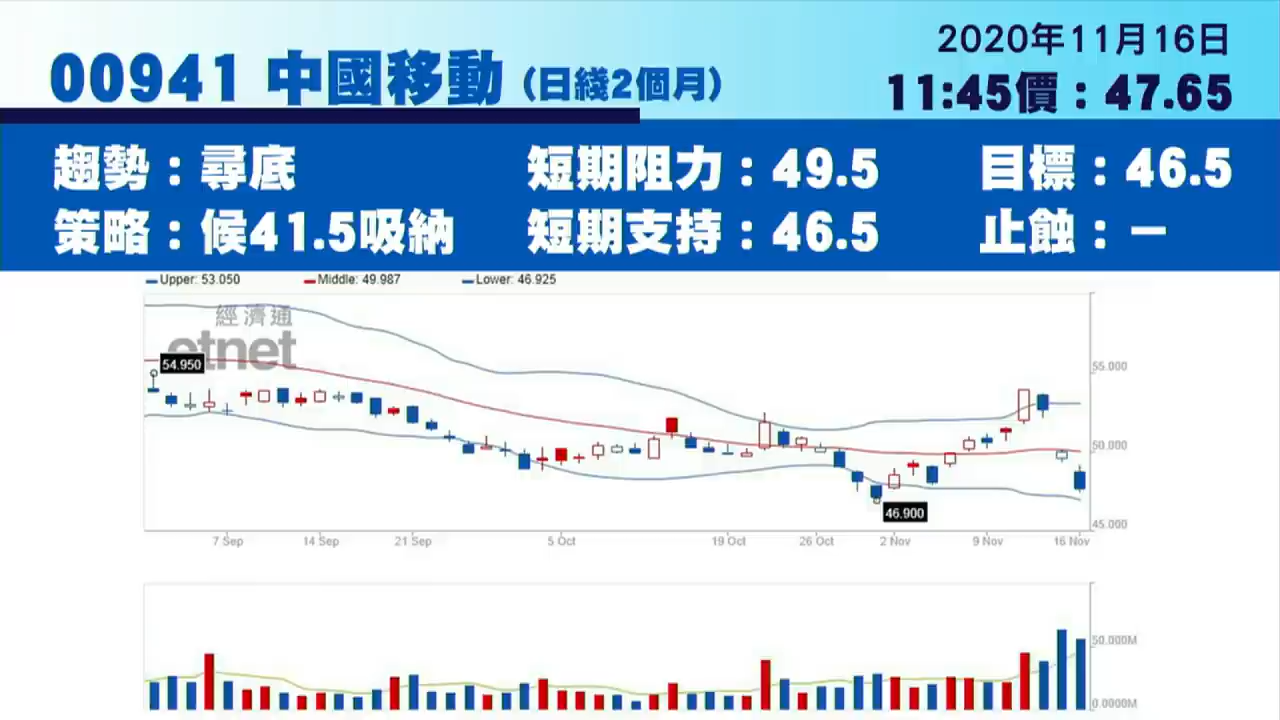 00941 中國移動 (日綫2個月)
2020年11月16日
11:45價：47.65
趨勢：尋底
短期阻力：49.5
目標：46.5
策略：候41.5吸納
短期支持：46.5
止蝕：－
Upper: 53.050
Middle: 49.987
Lower: 46.925
經濟通
etnet
54.950
46.900
55.000
50.000
45.000
7 Sep
14 Sep
21 Sep
5 Oct
19 Oct
26 Oct
2 Nov
9 Nov
16 Nov
50.000M
0.0000M